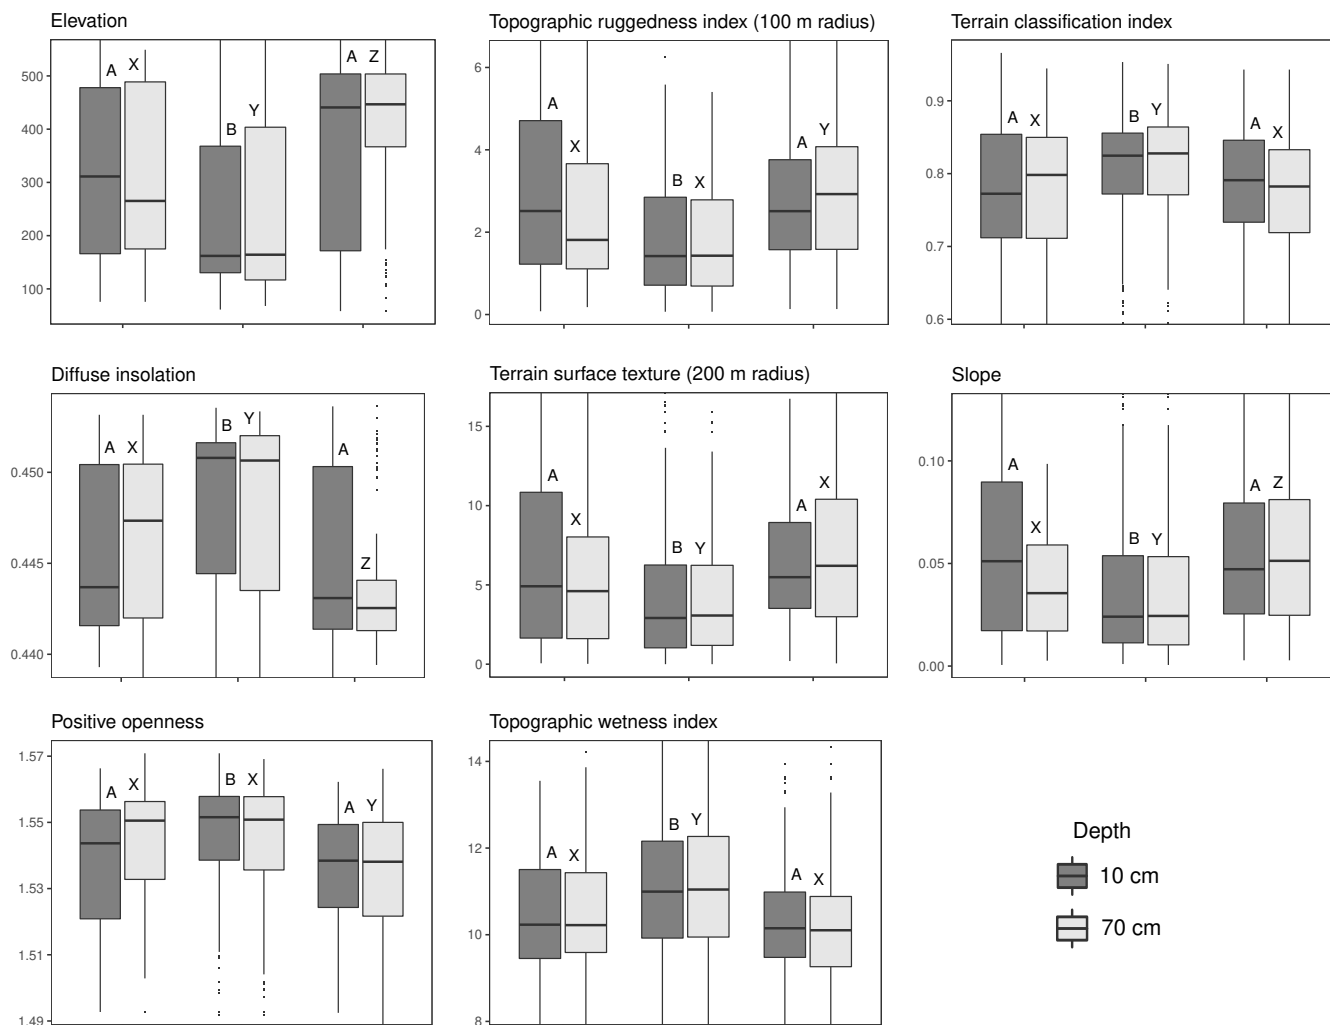 Elevation
Topographic ruggedness index (100 m radius)
Terrain classification index
500
400
300
200
100
A X
B Y
A Z
6
4
2
0
A
X
B X
A
Y
0.9
0.8
0.7
0.6
A X
B Y
A X
Diffuse insolation
Terrain surface texture (200 m radius)
Slope
0.450
0.445
0.440
A X
B Y
A
Z
15
10
5
0
A
X
B Y
A
X
0.10
0.05
0.00
A
X
B Y
A Z
Positive openness
Topographic wetness index
1.57
1.55
1.53
1.51
1.49
A X
B X
A Y
14
12
10
8
A X
B Y
A X
Depth
10 cm
70 cm